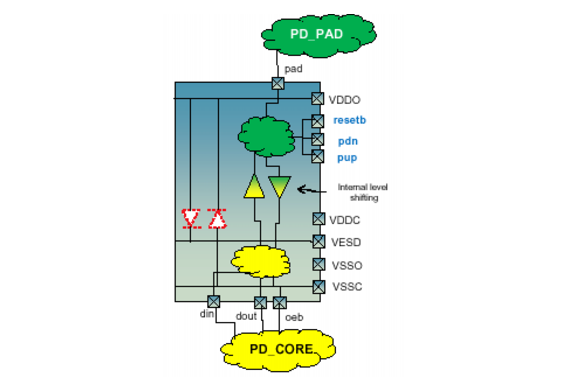 PD_PAD
pad
VDDO
resetb
pdn
pup
Internal level
shifting
VDDC
VESD
VSSO
VSSC
din
dout
oeb
PD_CORE